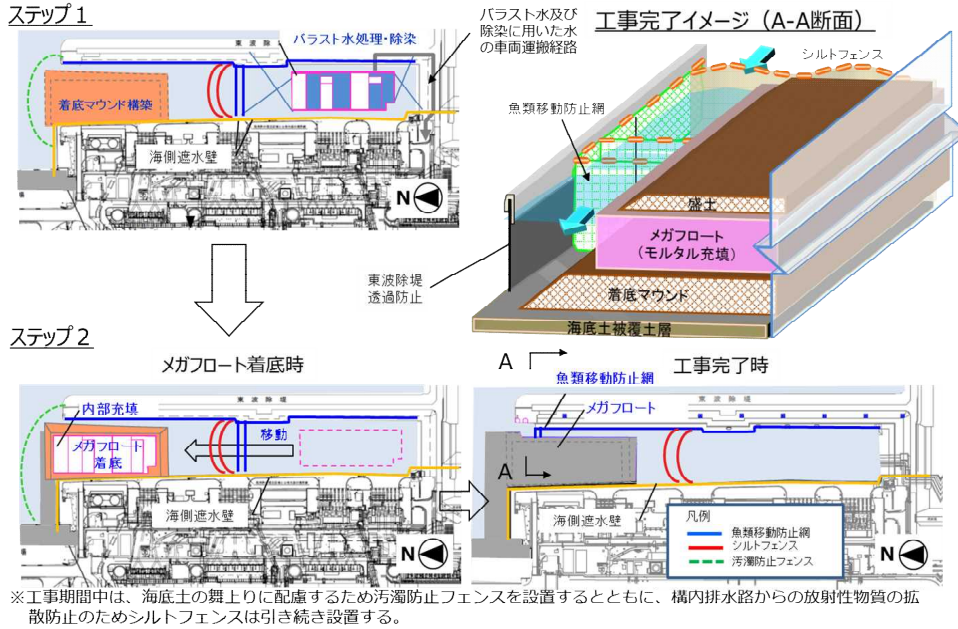 ステップ1
東波除堤
バラスト水処理・除染
バラスト水及び
除染に用いた水
の車両運搬経路
着底マウンド構築
海側遮水壁
N
工事完了イメージ（A-A断面）
シルトフェンス
魚類移動防止網
盛土
メガフロート
（モルタル充填）
東波除堤
透過防止
着底マウンド
海底土被覆土層
ステップ2
メガフロート着底時
東波除堤
内部充填
メガフロート
着底
移動
海側遮水壁
N
A
工事完了時
魚類移動防止網
東波除堤
メガフロート
A
海側遮水壁
凡例
魚類移動防止網
シルトフェンス
汚濁防止フェンス
N
※工事期間中は、海底土の舞上りに配慮するため汚濁防止フェンスを設置するとともに、構内排水路からの放射性物質の拡
散防止のためシルトフェンスは引き続き設置する。